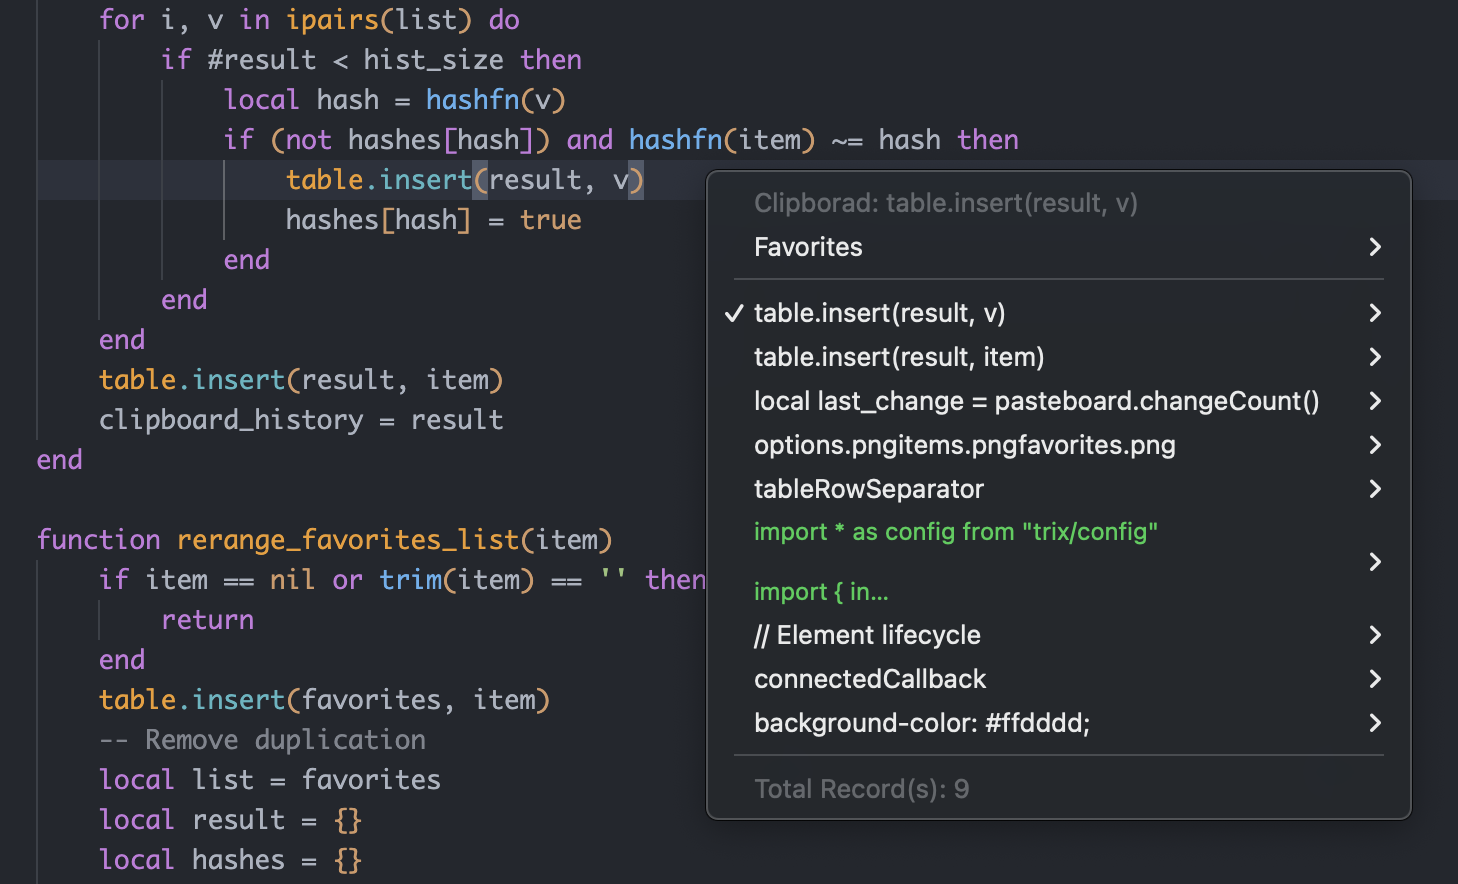 for i, v in ipairs(list) do
if #result < hist_size then
local hash = hashfn(v)
if (not hashes[hash]) and hashfn(item) ~= hash then
table.insert(result, v)
hashes[hash] = true
end
end
end
table.insert(result, item)
clipboard_history = result
end
function rerange_favorites_list(item)
if item == nil or trim(item) == '' then
return
end
table.insert(favorites, item)
-- Remove duplication
local list = favorites
local result = {}
local hashes = {}
Clipborad: table.insert(result, v)
Favorites
✓ table.insert(result, v)
table.insert(result, item)
local last_change = pasteboard.changeCount()
options.pngitems.pngfavorites.png
tableRowSeparator
import * as config from "trix/config"
import { in...
// Element lifecycle
connectedCallback
background-color: #ffdddd;
Total Record(s): 9